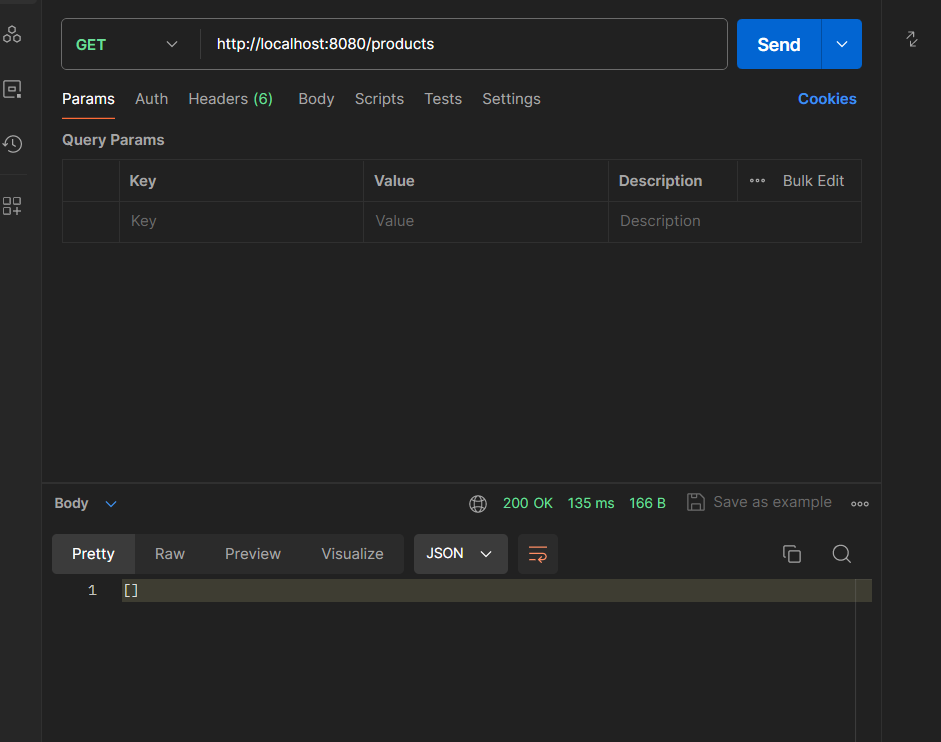 GET http://localhost:8080/products Send
Params Auth Headers (6) Body Scripts Tests Settings Cookies
Query Params
Key Value Description Bulk Edit
Key Value Description
Body 200 OK 135 ms 166 B Save as example
Pretty Raw Preview Visualize JSON
1 []